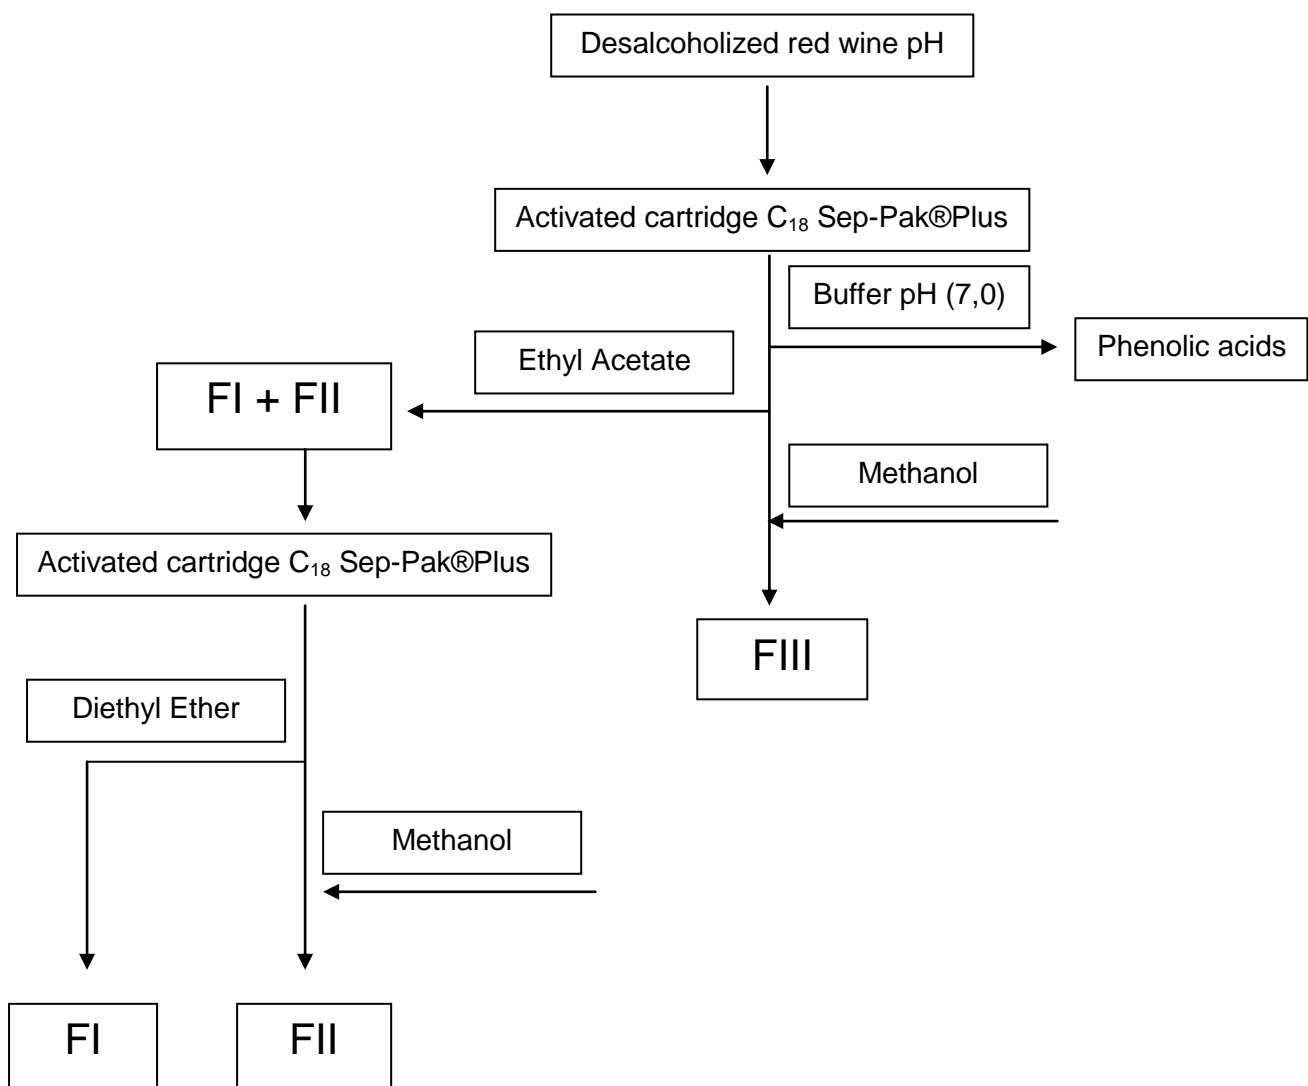 Desalcoholized red wine pH
Activated cartridge C₁₈ Sep-Pak®Plus
Buffer pH (7,0)
Phenolic acids
Ethyl Acetate
FI + FII
Methanol
Activated cartridge C₁₈ Sep-Pak®Plus
FIII
Diethyl Ether
Methanol
FI
FII